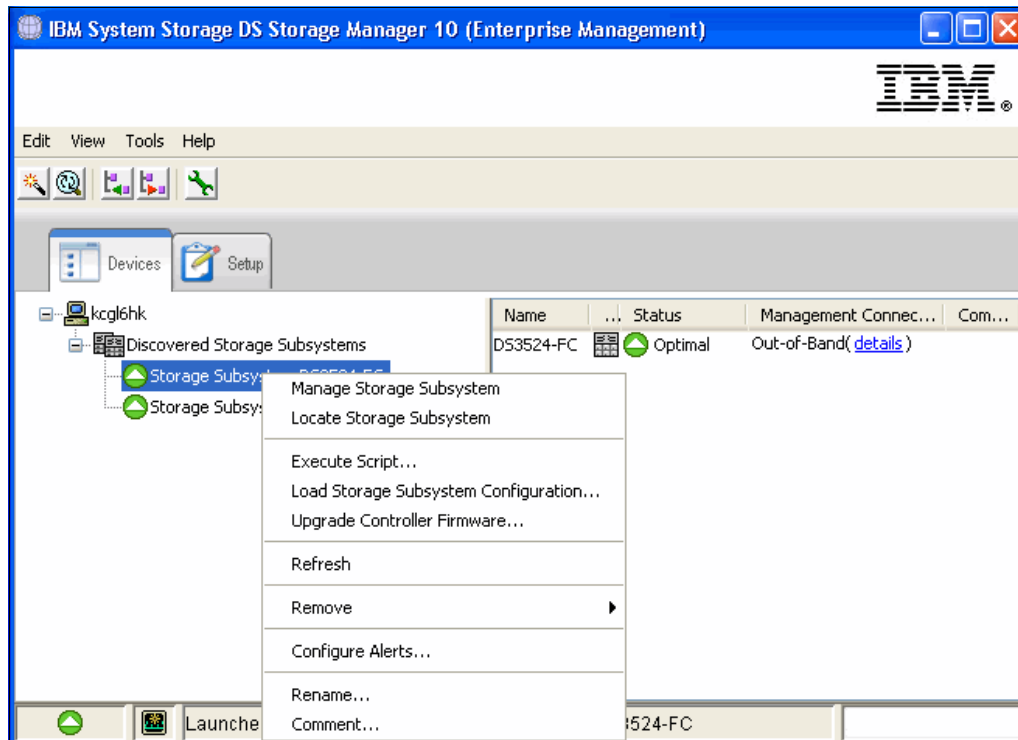 IBM System Storage DS Storage Manager 10 (Enterprise Management)
IBM®
Edit View Tools Help
Devices Setup
kcgl6hk
Discovered Storage Subsystems
Storage
Storage
Name ... Status Management Connec... Com...
DS3524-FC Optimal Out-of-Band( details )
Manage Storage Subsystem
Locate Storage Subsystem
Execute Script...
Load Storage Subsystem Configuration...
Upgrade Controller Firmware...
Refresh
Remove
Configure Alerts...
Rename...
Comment...
Launche
3524-FC